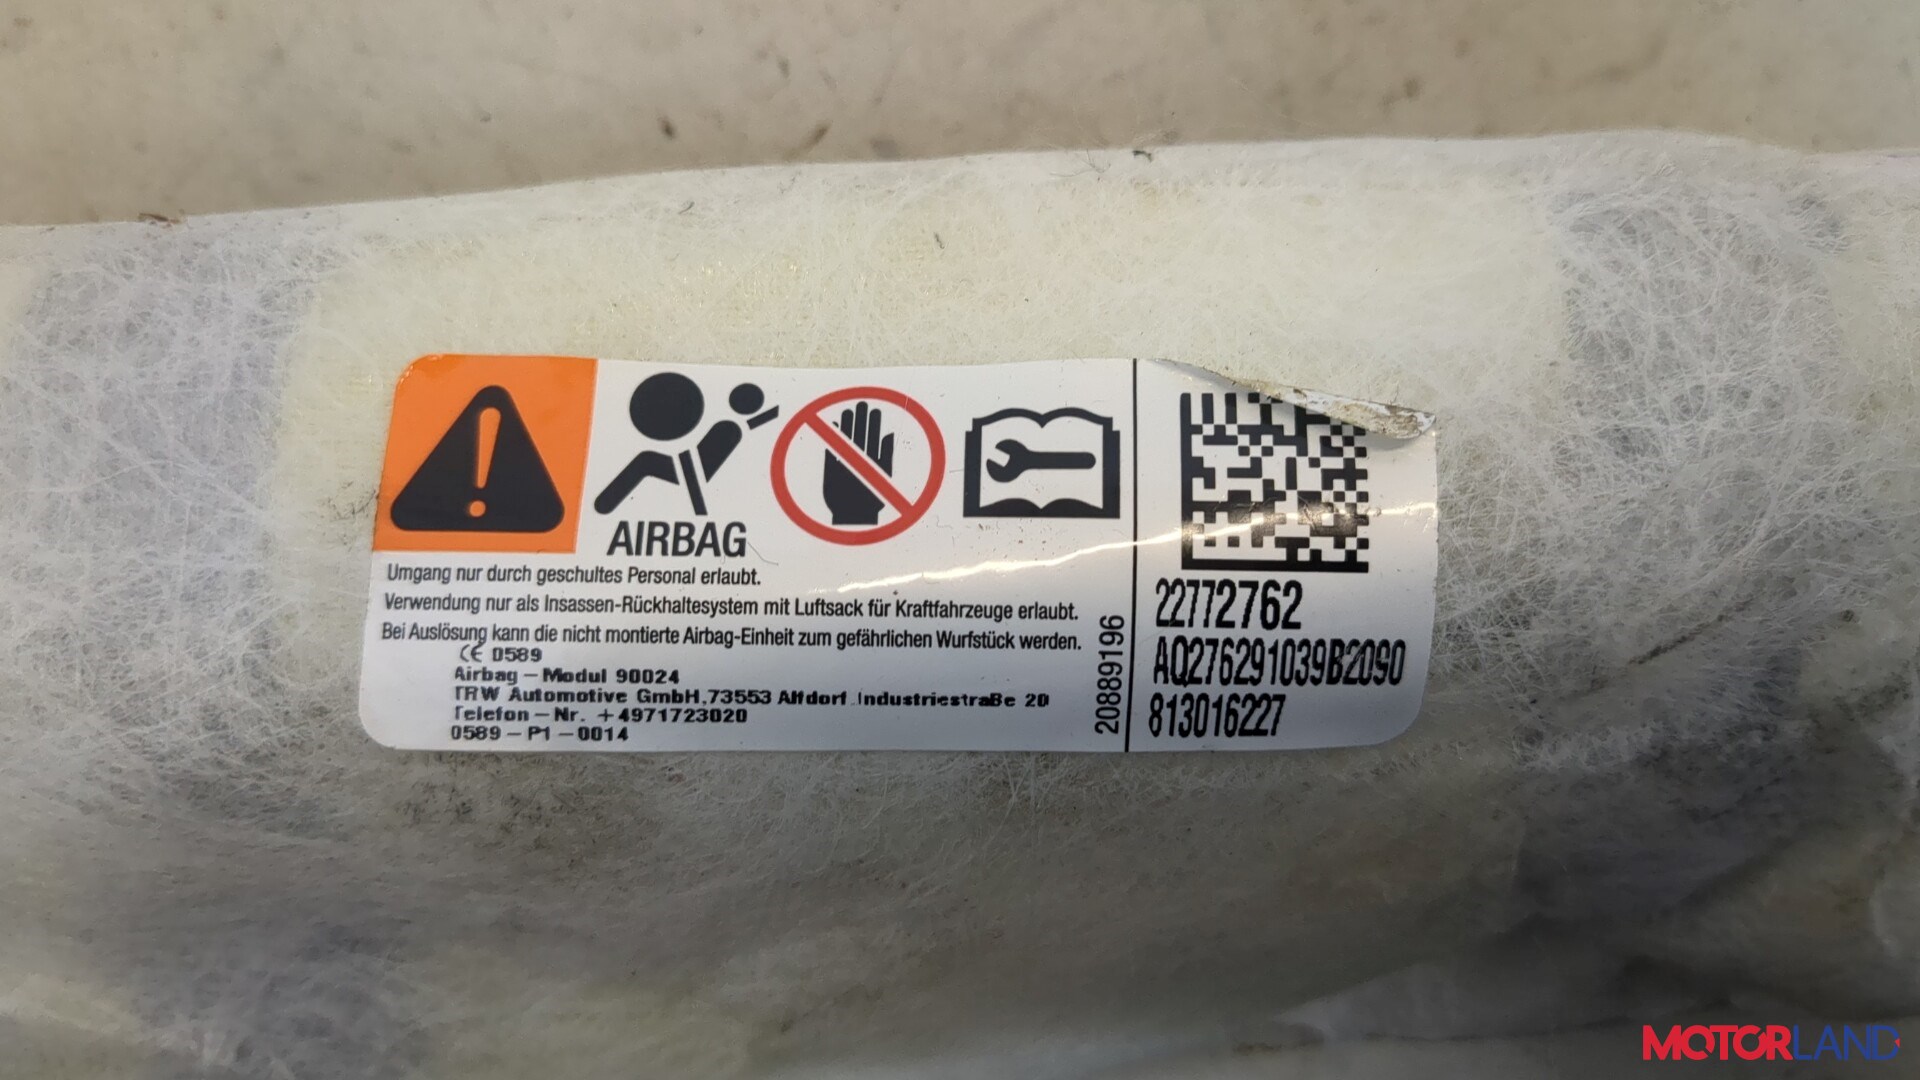 AIRBAG
Umgang nur durch geschultes Personal erlaubt.
Verwendung nur als Insassen-Rückhaltesystem mit Luftsack für Kraftfahrzeuge erlaubt.
Bei Auslösung kann die nicht montierte Airbag-Einheit zum gefährlichen Wurfstück werden.
CE 0589
Airbag - Modul 90024
TRW Automotive GmbH,73553 Alfdorf,Industriestraße 20
Telefon - Nr. +4971723020
0589 - P1 - 0014
20889196
22772762
AQ276291039B2090
813016227
MOTORLAND